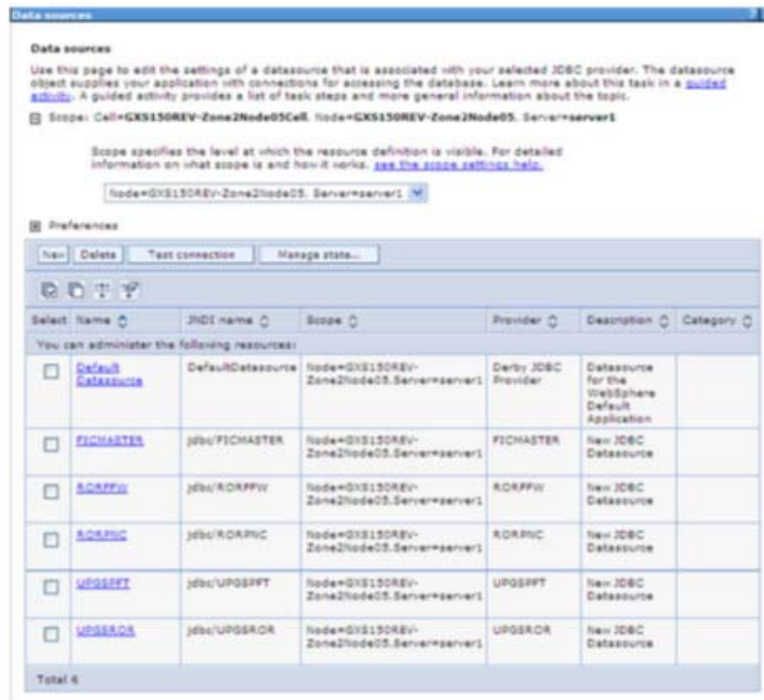 Data sources ?
Data sources
Use this page to edit the settings of a datasource that is associated with your selected JDBC provider. The datasource
object supplies your application with connections for accessing the database. Learn more about this task in a guided
activity. A guided activity provides a list of task steps and more general information about the topic.
Scope: Cell=GXS150REV-Zone2Node05Cell, Node=GXS150REV-Zone2Node05, Server=server1
Scope specifies the level at which the resource definition is visible. For detailed
information on what scope is and how it works, see the scope settings help.
Node=GXS150REV-Zone2Node05, Server=server1
Preferences
New Delete Test connection Manage state...
Select Name JNDI name Scope Provider Description Category
You can administer the following resources:
Default DefaultDatasource Node=GXS150REV- Derby JDBC Datasource
Datasource Zone2Node05,Server=server1 Provider for the
WebSphere
Default
Application
FICMASTER jdbc/FICMASTER Node=GXS150REV- FICMASTER New JDBC
Zone2Node05,Server=server1 Datasource
RORFFW jdbc/RORFFW Node=GXS150REV- RORFFW New JDBC
Zone2Node05,Server=server1 Datasource
RORPNC jdbc/RORPNC Node=GXS150REV- RORPNC New JDBC
Zone2Node05,Server=server1 Datasource
UPGSPFT jdbc/UPGSPFT Node=GXS150REV- UPGSPFT New JDBC
Zone2Node05,Server=server1 Datasource
UPGSROR jdbc/UPGSROR Node=GXS150REV- UPGSROR New JDBC
Zone2Node05,Server=server1 Datasource
Total 6